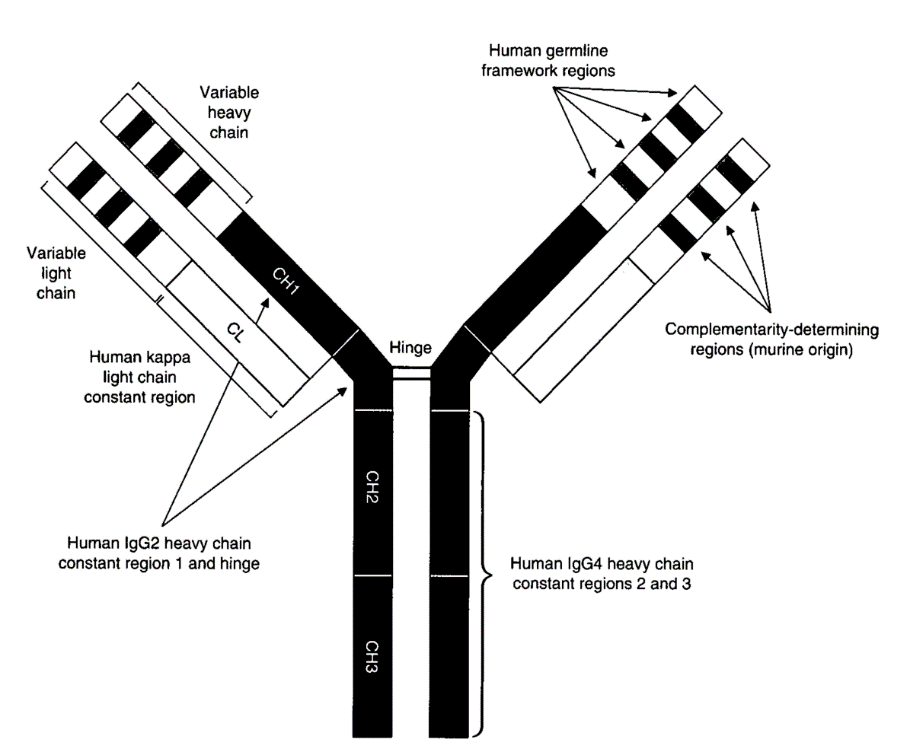 Human germline
framework regions
Variable
heavy
chain
Variable
light
chain
CH1
CL
Hinge
Complementarity-determining
regions (murine origin)
Human kappa
light chain
constant region
CH2
Human IgG2 heavy chain
constant region 1 and hinge
Human IgG4 heavy chain
constant regions 2 and 3
CH3